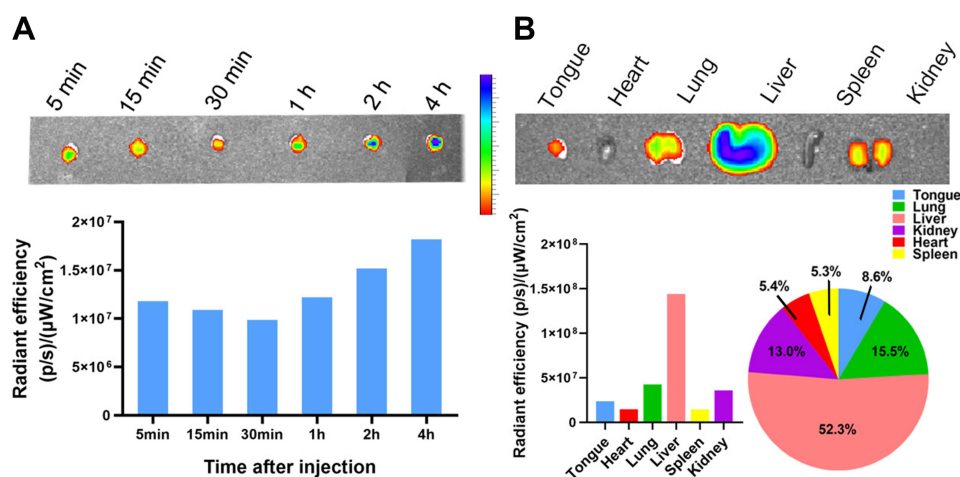 A
5 min
15 min
30 min
1 h
2 h
4 h
Radiant efficiency
(p/s)/(μW/cm²)
2×10⁷
1.5×10⁷
1×10⁷
5×10⁶
0
5min
15min
30min
1h
2h
4h
Time after injection
B
Tongue
Heart
Lung
Liver
Spleen
Kidney
Radiant efficiency (p/s)/(μW/cm²)
2×10⁸
1.5×10⁸
1×10⁸
5×10⁷
0
Tongue
Heart
Lung
Liver
Spleen
Kidney
Tongue
Lung
Liver
Kidney
Heart
Spleen
5.3%
8.6%
5.4%
13.0%
15.5%
52.3%